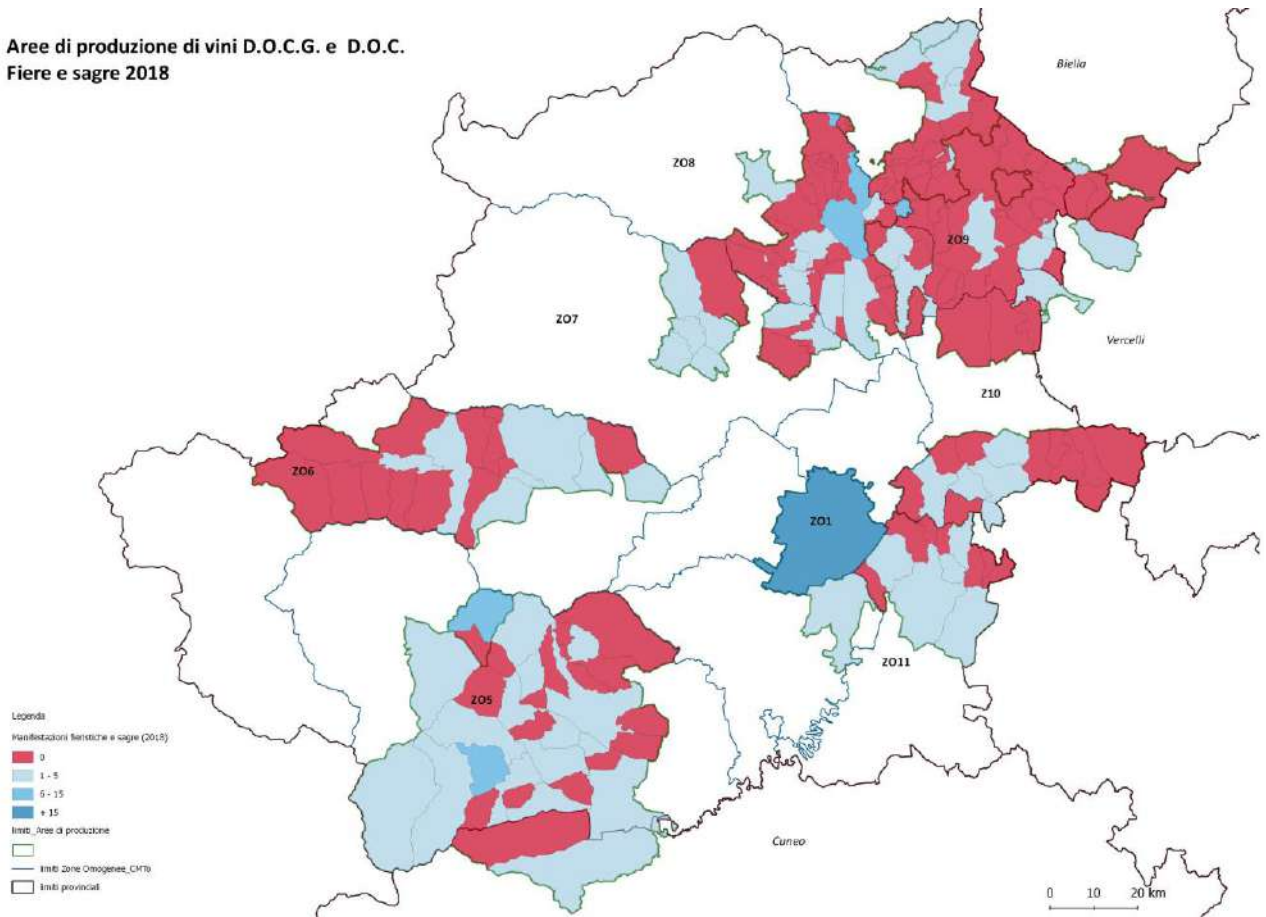 Aree di produzione di vini D.O.C.G. e D.O.C.
Fiere e sagre 2018
Biella
ZO8
ZO9
ZO7
Vercelli
Z10
ZO6
ZO1
ZO11
ZO5
Cuneo
Legenda
Manifestazioni fieristiche e sagre (2018)
0
1 - 5
6 - 15
+ 15
limiti_Aree di produzione
limiti Zone Omogenee_CMTo
limiti provinciali
0 10 20 km